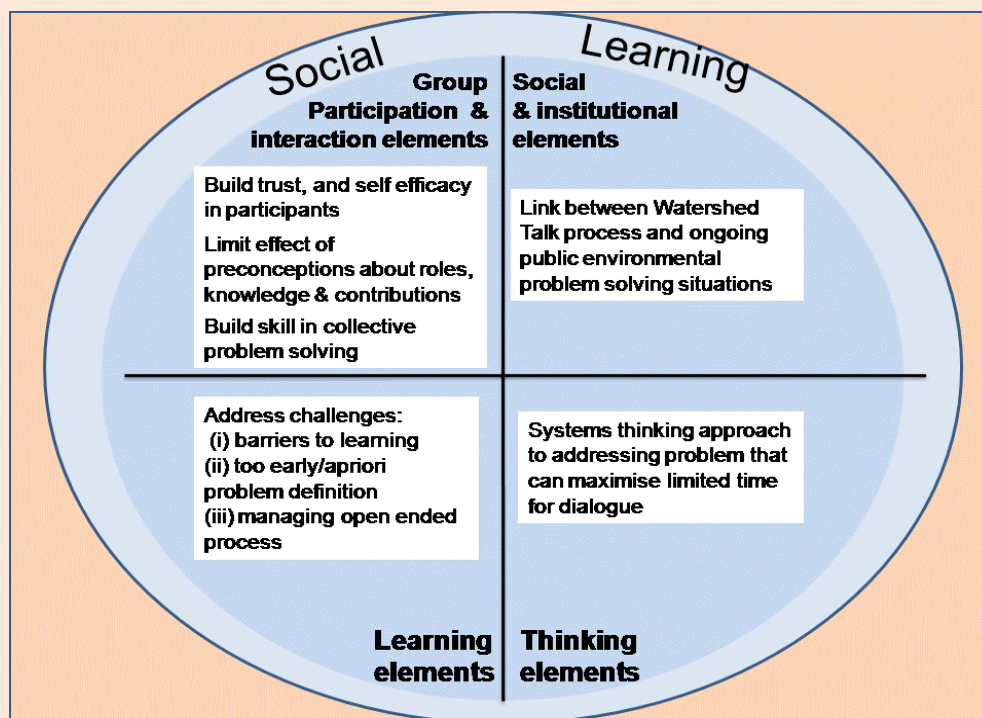 Social Learning
Group
Participation &
interaction elements
Build trust, and self efficacy
in participants
Limit effect of
preconceptions about roles,
knowledge & contributions
Build skill in collective
problem solving
Social
& institutional
elements
Link between Watershed
Talk process and ongoing
public environmental
problem solving situations
Address challenges:
(i) barriers to learning
(ii) too early/apriori
problem definition
(iii) managing open ended
process
Learning
elements
Systems thinking approach
to addressing problem that
can maximise limited time
for dialogue
Thinking
elements